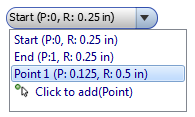 Start (P:0, R: 0.25 in)
Start (P:0, R: 0.25 in)
End (P:1, R: 0.25 in)
Point 1 (P: 0.125, R: 0.5 in)
Click to add(Point)